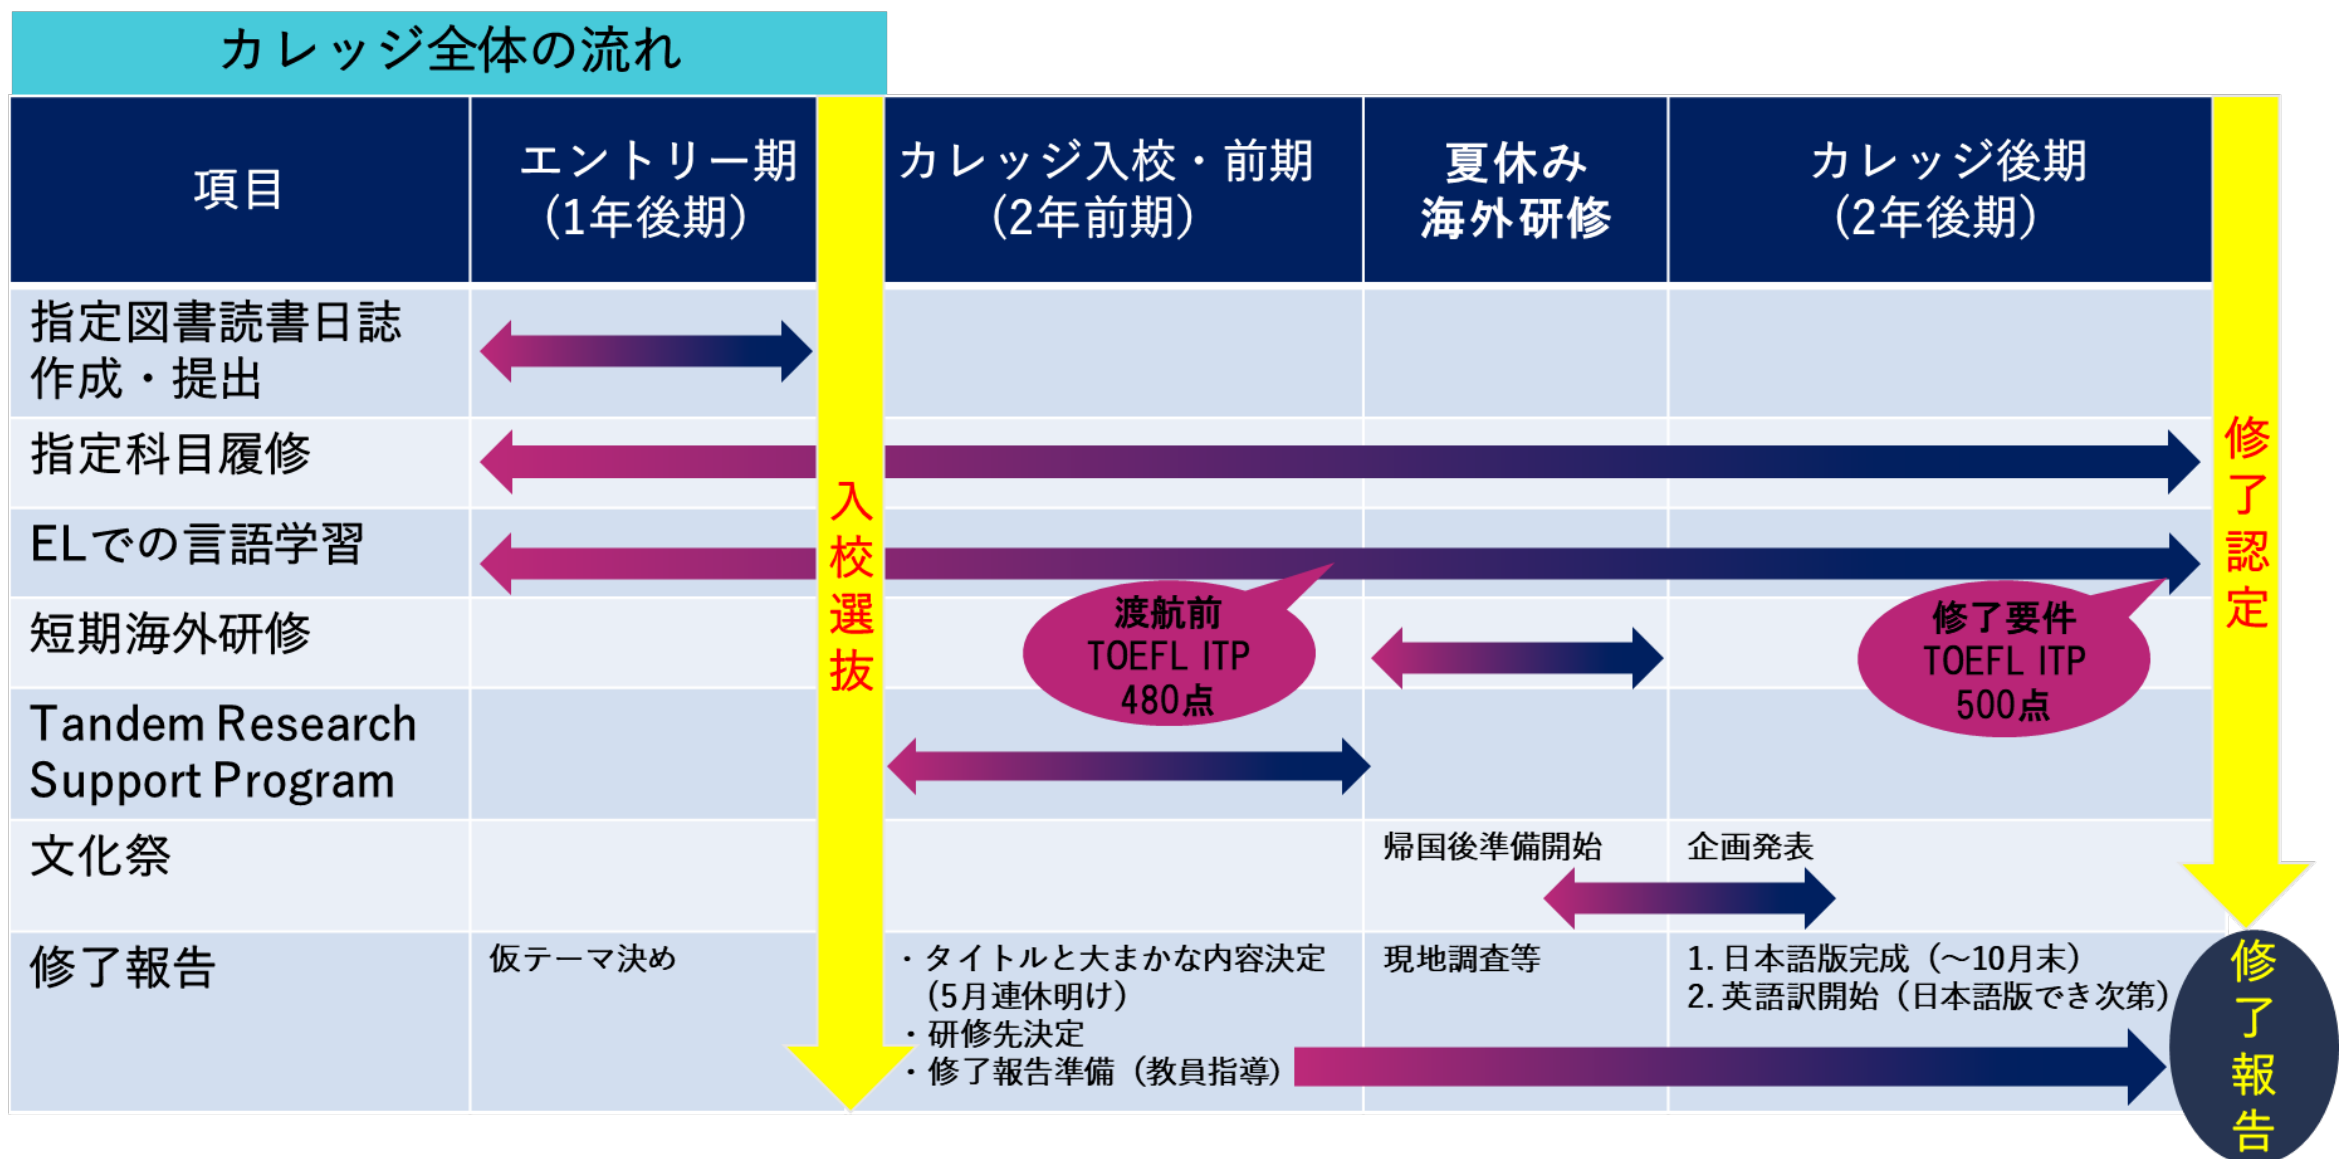 カレッジ全体の流れ
項目
エントリー期
(1年後期)
カレッジ入校・前期
(2年前期)
夏休み
海外研修
カレッジ後期
(2年後期)
指定図書読書日誌
作成・提出
指定科目履修
ELでの言語学習
渡航前
TOEFL ITP
480点
修了要件
TOEFL ITP
500点
短期海外研修
Tandem Research
Support Program
文化祭
帰国後準備開始
企画発表
修了報告
仮テーマ決め
・タイトルと大まかな内容決定
(5月連休明け)
・研修先決定
・修了報告準備（教員指導）
現地調査等
1. 日本語版完成（～10月末）
2. 英語訳開始（日本語版でき次第）
入校選抜
修了認定
修了報告